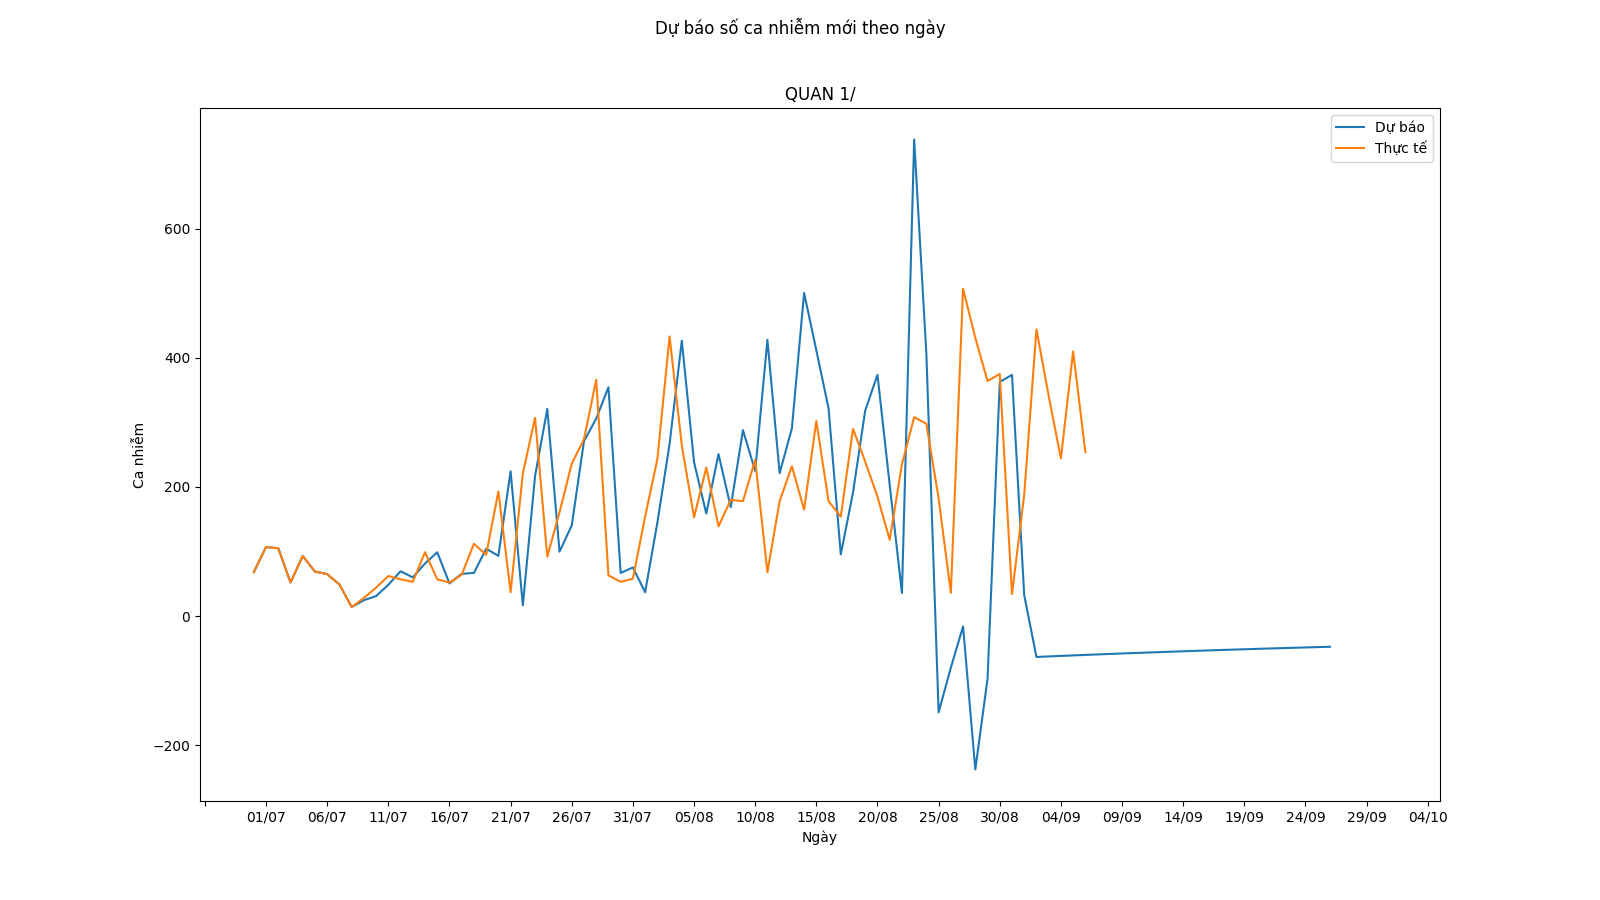 Dự báo số ca nhiễm mới theo ngày
QUAN 1/
Dự báo
Thực tế
Ca nhiễm
600
400
200
0
−200
01/07 06/07 11/07 16/07 21/07 26/07 31/07 05/08 10/08 15/08 20/08 25/08 30/08 04/09 09/09 14/09 19/09 24/09 29/09 04/10
Ngày